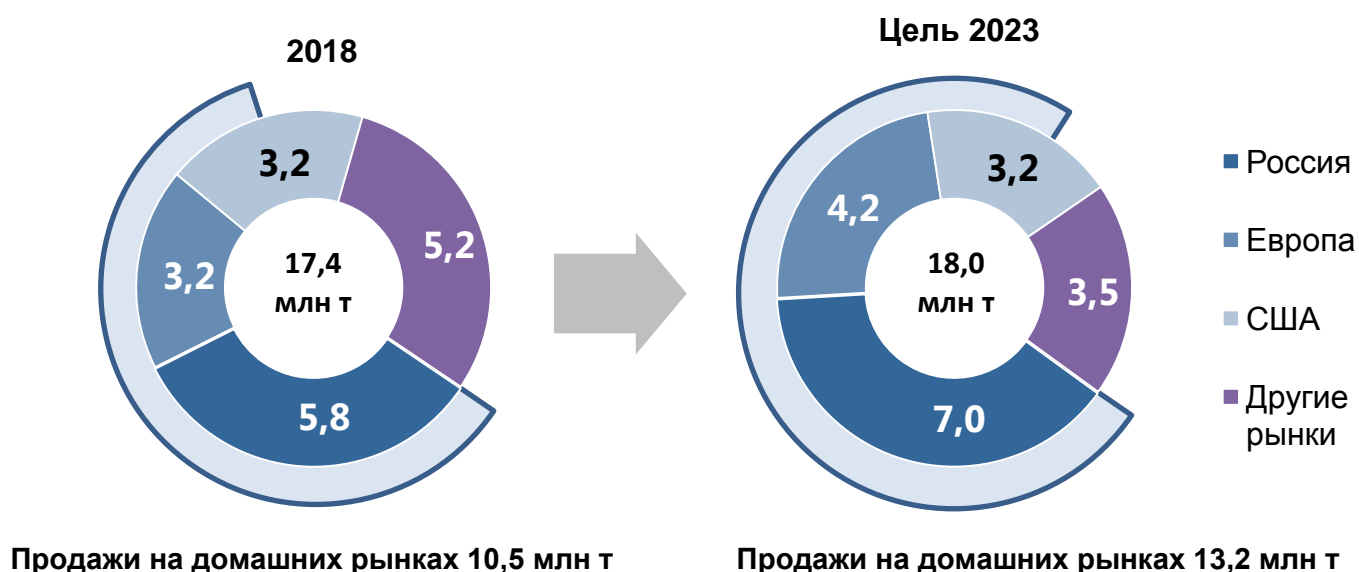 2018
3,2
5,2
3,2
5,8
17,4
млн т
Цель 2023
4,2
3,2
3,5
7,0
18,0
млн т
Россия
Европа
США
Другие
рынки
Продажи на домашних рынках 10,5 млн т
Продажи на домашних рынках 13,2 млн т